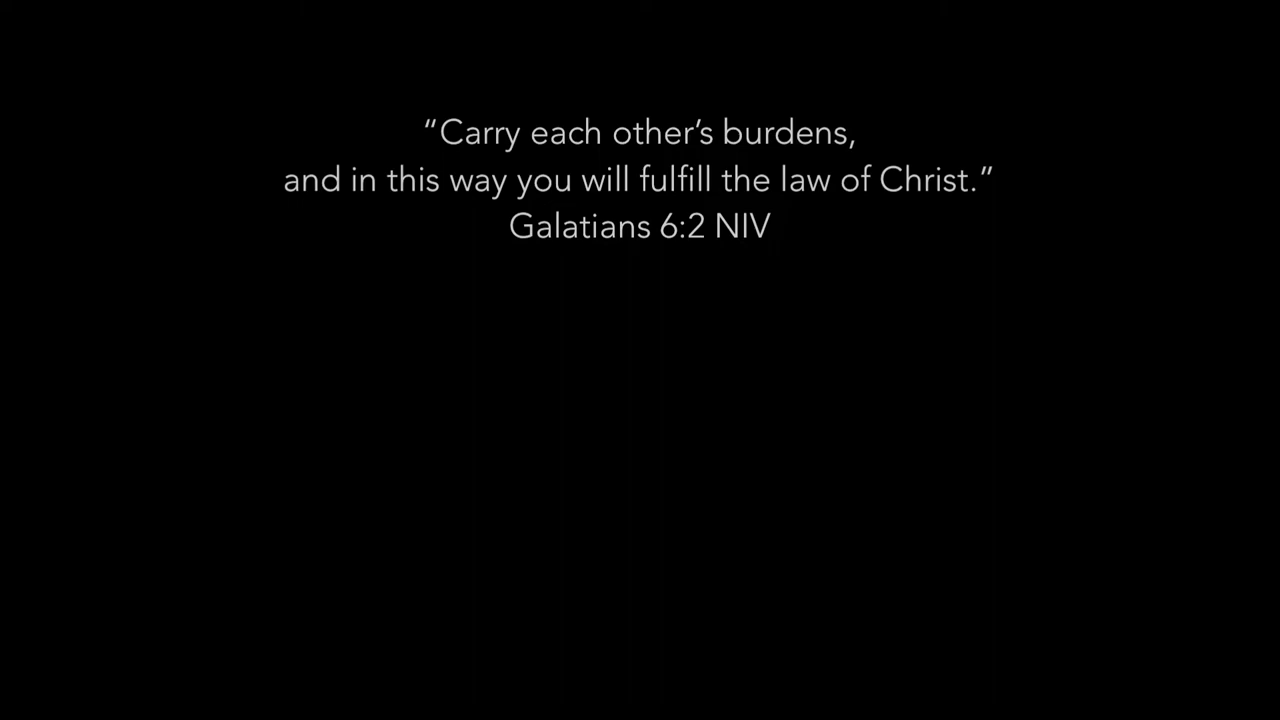 “Carry each other’s burdens,
and in this way you will fulfill the law of Christ.”
Galatians 6:2 NIV